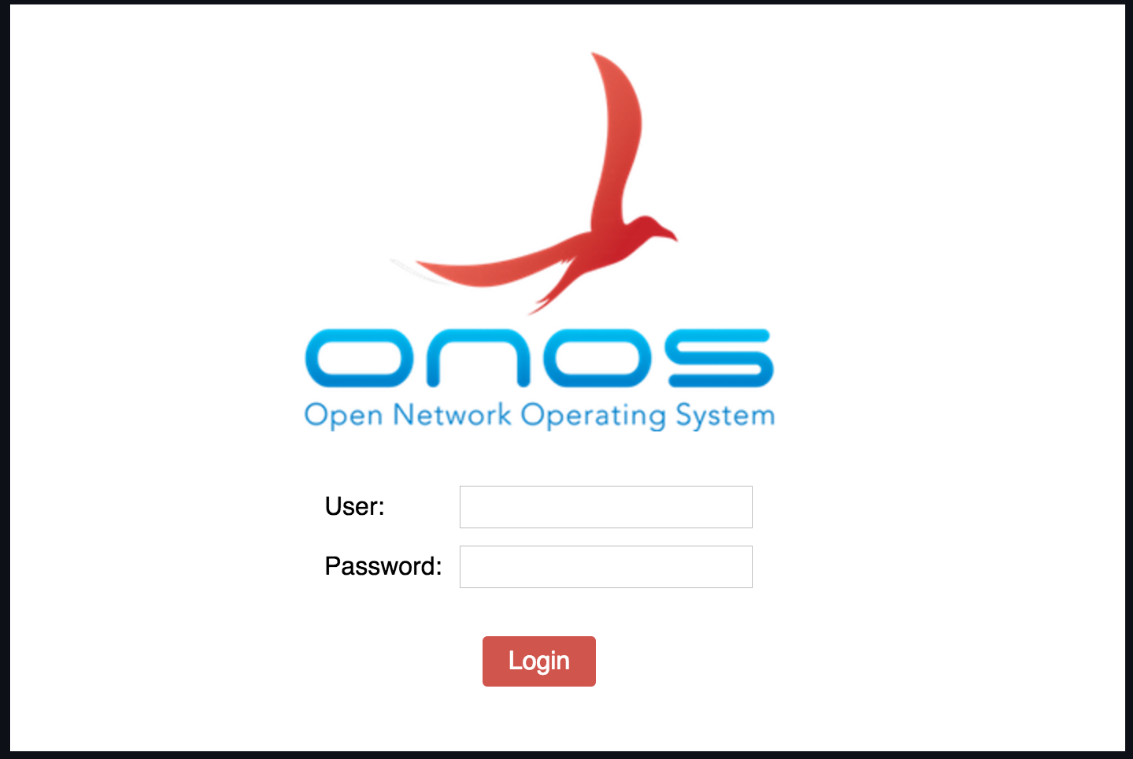 onos
Open Network Operating System
User:
Password:
Login